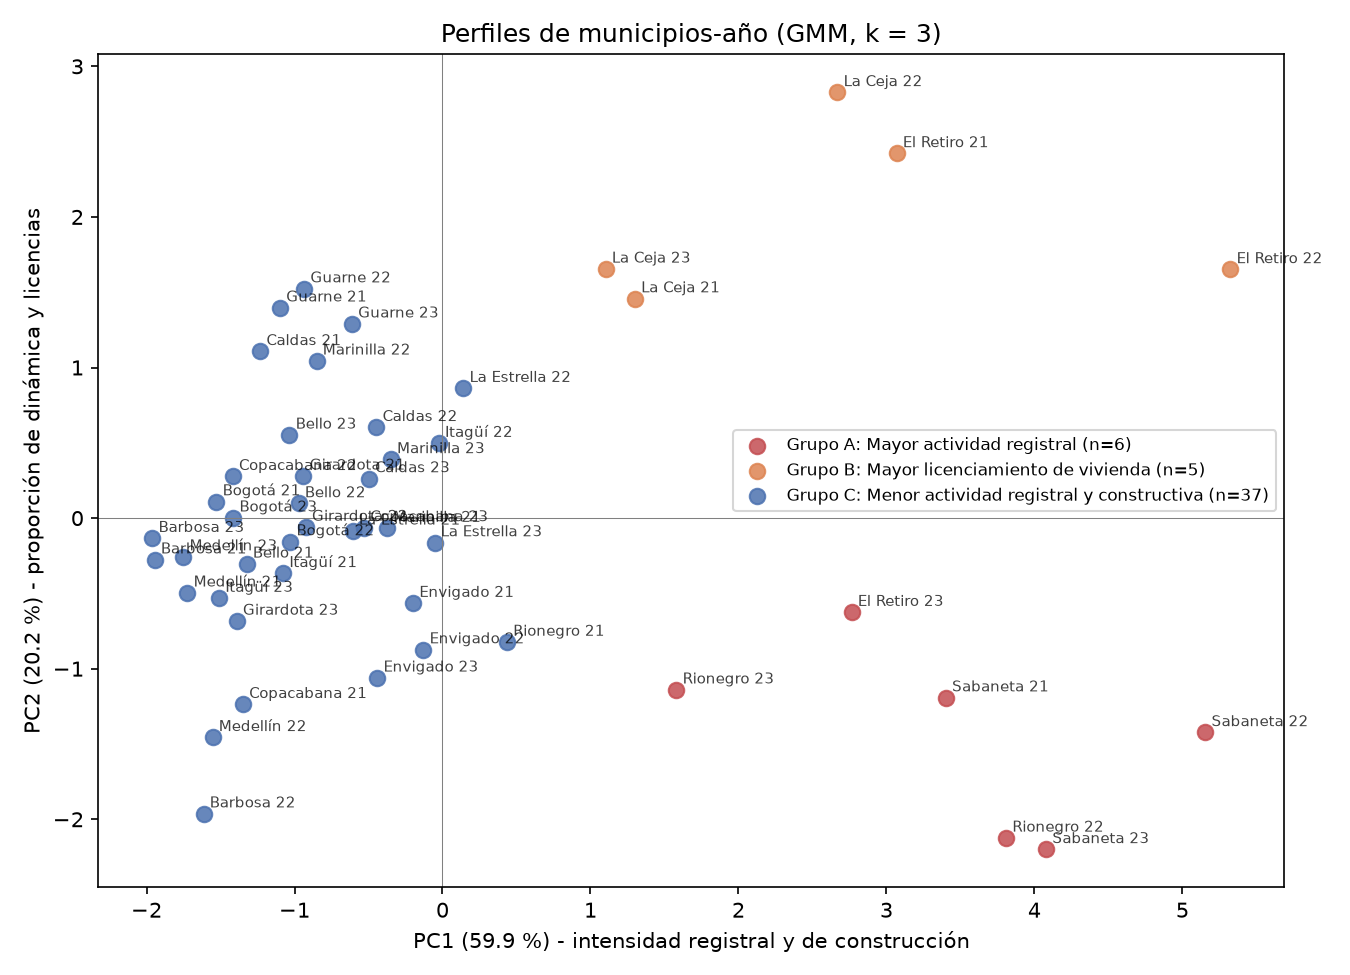 Perfiles de municipios-año (GMM, k = 3)
3
2
1
0
−1
−2
PC2 (20.2 %) - proporción de dinámica y licencias
La Ceja 22
El Retiro 21
La Ceja 23
El Retiro 22
La Ceja 21
Guarne 22
Guarne 21
Guarne 23
Caldas 21
Marinilla 22
La Estrella 22
Caldas 22
Bello 23
Itagüí 22
Marinilla 23
Copacabana 22
Girardota 21
Caldas 23
Bogotá 21
Bello 22
Bogotá 23
Girardota 22
La Estrella 21
Barbosa 23
Bogotá 22
La Estrella 23
Barbosa 21
Medellín 23
Bello 21
Itagüí 21
Medellín 21
Itagüí 23
Envigado 21
Girardota 23
Envigado 22
Rionegro 21
Envigado 23
Copacabana 21
Medellín 22
Barbosa 22
Grupo A: Mayor actividad registral (n=6)
Grupo B: Mayor licenciamiento de vivienda (n=5)
Grupo C: Menor actividad registral y constructiva (n=37)
El Retiro 23
Rionegro 23
Sabaneta 21
Sabaneta 22
Rionegro 22
Sabaneta 23
−2 −1 0 1 2 3 4 5
PC1 (59.9 %) - intensidad registral y de construcción